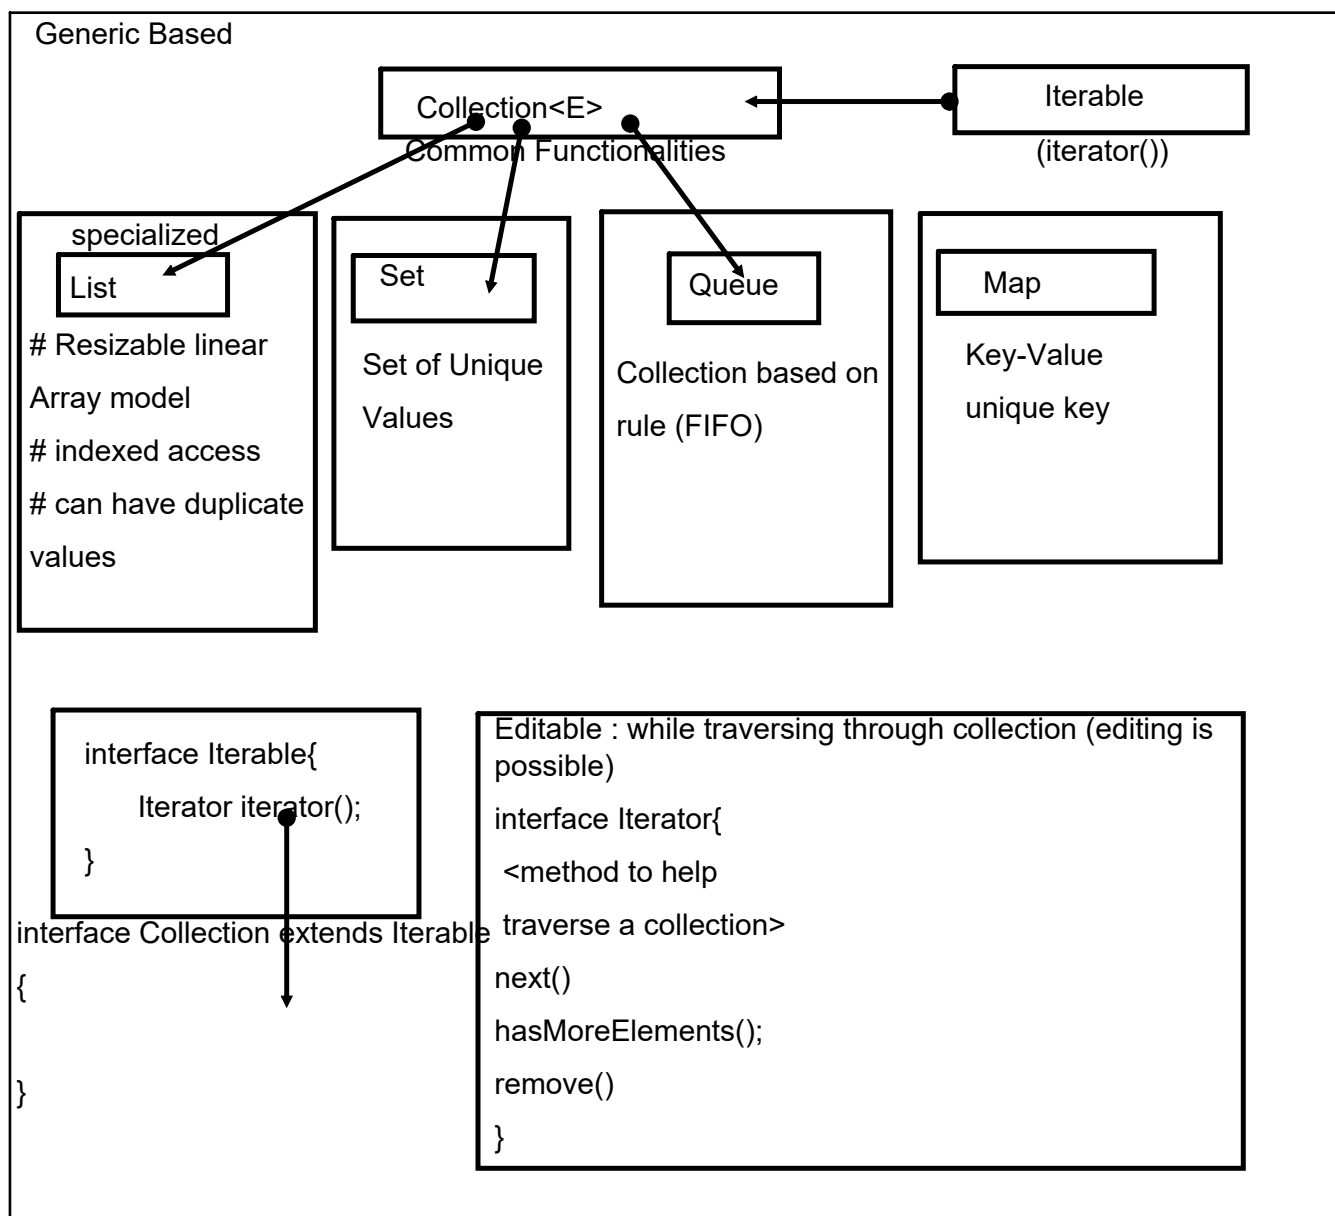 Generic Based
Collection<E>
Common Functionalities
Iterable
(iterator())
specialized
List
# Resizable linear
Array model
# indexed access
# can have duplicate
values
Set
Set of Unique
Values
Queue
Collection based on
rule (FIFO)
Map
Key-Value
unique key
interface Iterable{
Iterator iterator();
}
interface Collection extends Iterable
{
}
Editable : while traversing through collection (editing is
possible)
interface Iterator{
<method to help
traverse a collection>
next()
hasMoreElements();
remove()
}